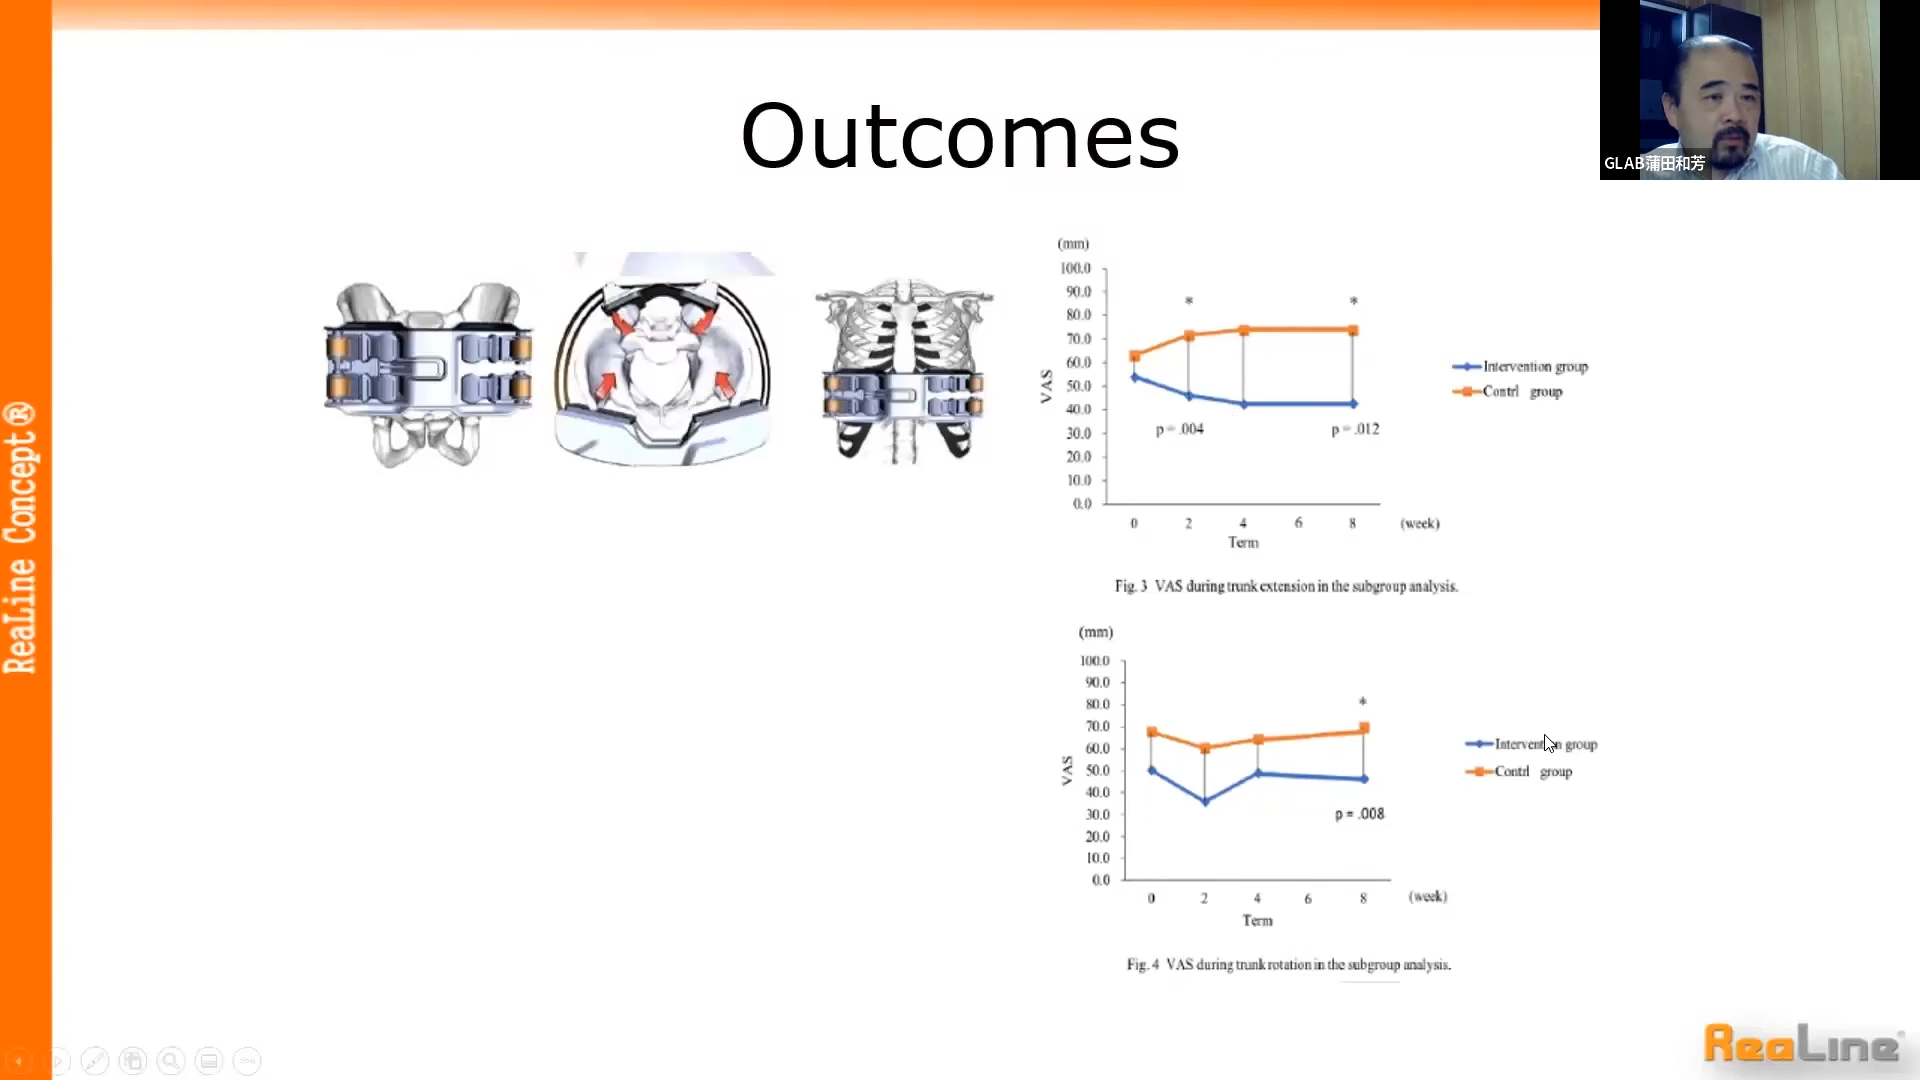 Outcomes
GLAB蒲田和芳
ReaLine Concept®
(mm)
100.0
90.0
80.0
70.0
60.0
50.0
40.0
30.0
20.0
10.0
0.0
VAS
*
*
p = .004
p = .012
0 2 4 6 8 (week)
Term
Intervention group
Contrl group
Fig. 3 VAS during trunk extension in the subgroup analysis.
(mm)
100.0
90.0
80.0
70.0
60.0
50.0
40.0
30.0
20.0
10.0
0.0
VAS
*
p = .008
0 2 4 6 8 (week)
Term
Intervention group
Contrl group
Fig. 4 VAS during trunk rotation in the subgroup analysis.
ReaLine